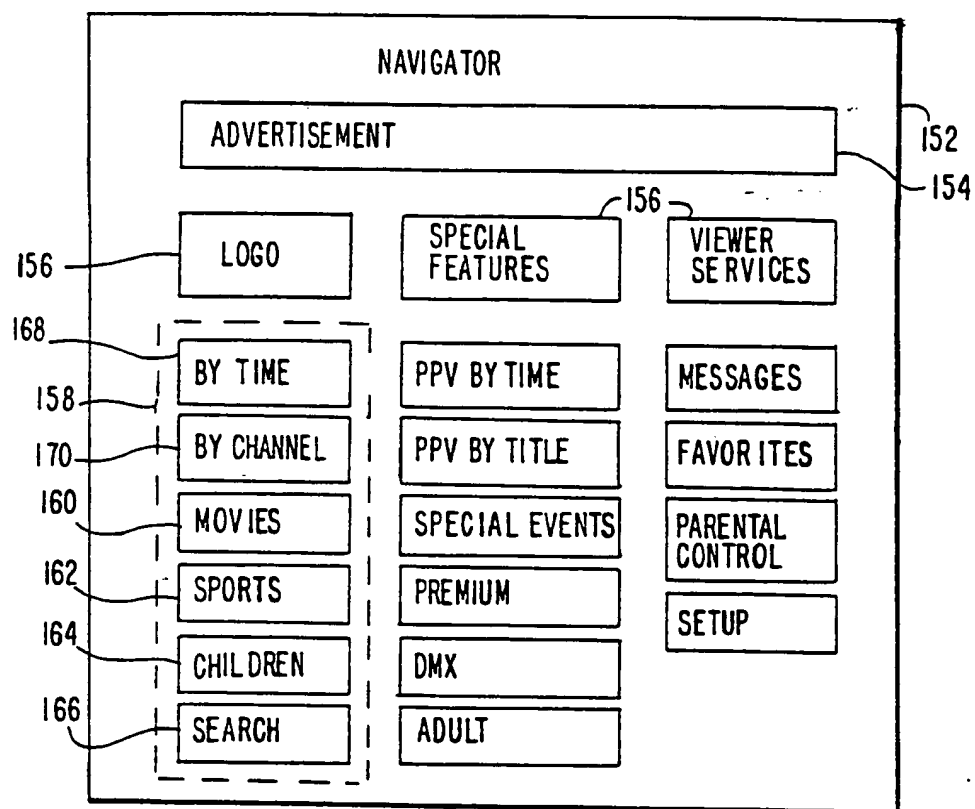 NAVIGATOR
ADVERTISEMENT
152
154
156
156
LOGO
SPECIAL
FEATURES
VIEWER
SERVICES
168
BY TIME
PPV BY TIME
MESSAGES
158
170
BY CHANNEL
PPV BY TITLE
FAVORITES
160
MOVIES
SPECIAL EVENTS
PARENTAL
CONTROL
162
SPORTS
PREMIUM
SETUP
164
CHILDREN
DMX
166
SEARCH
ADULT